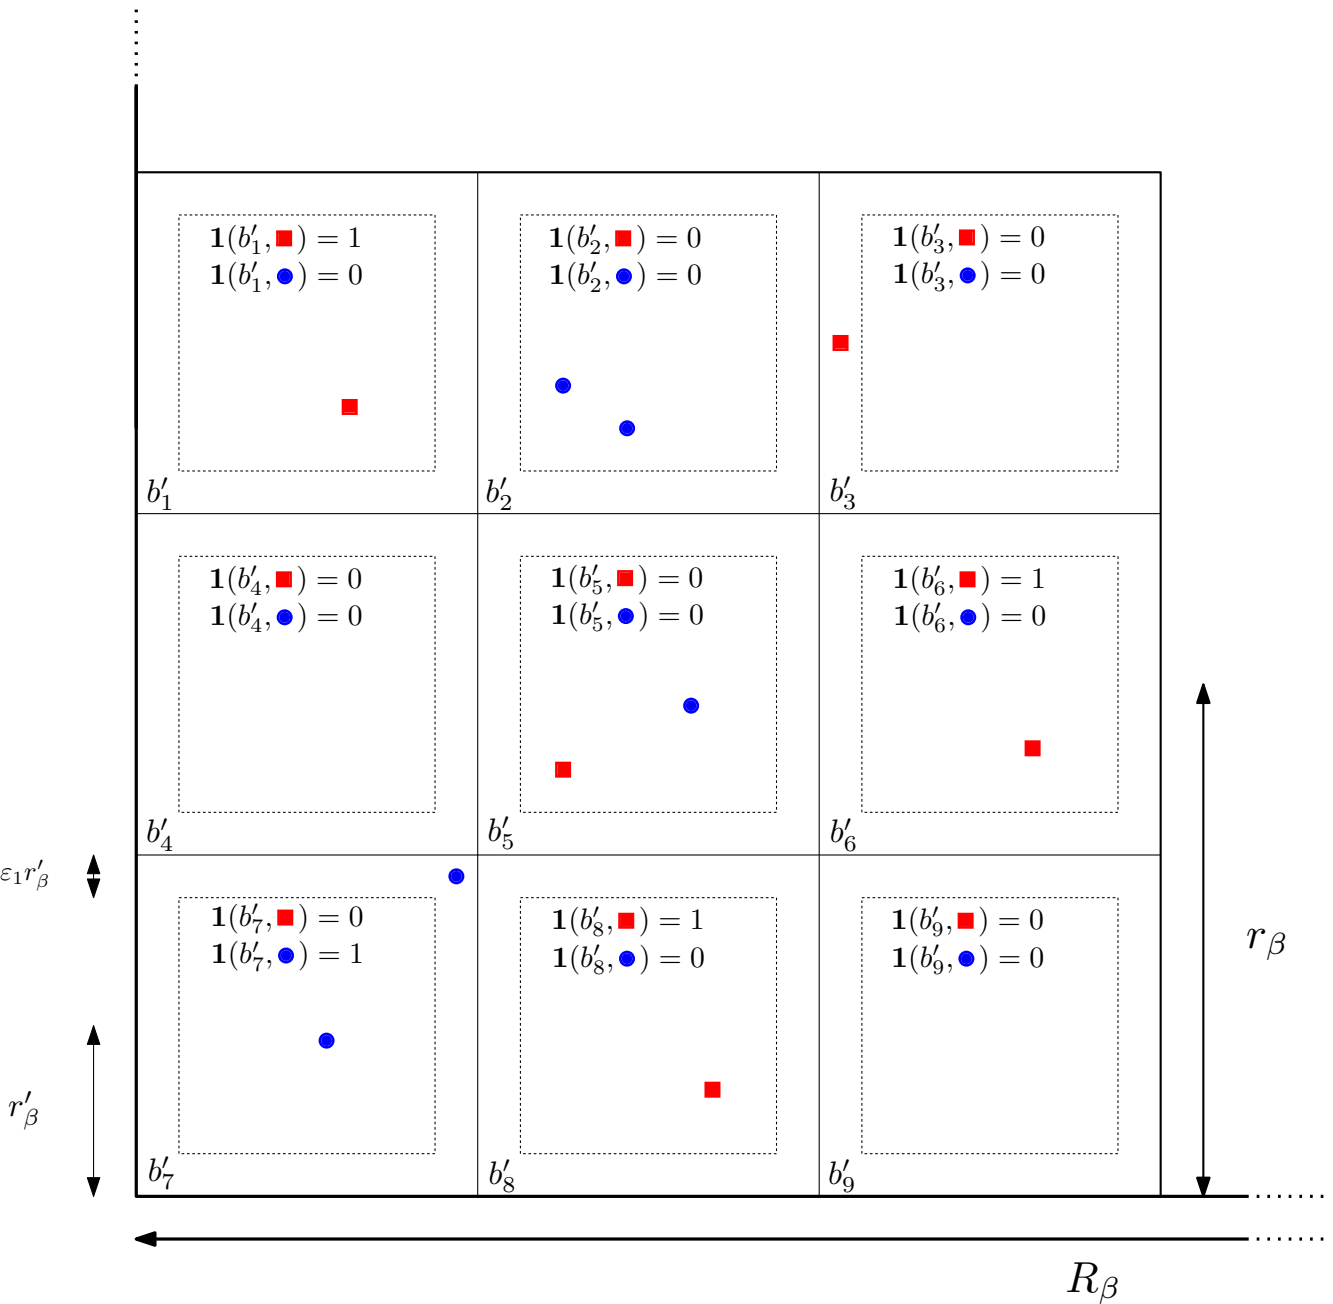 𝟏(b′₁, 🟥) = 1
𝟏(b′₁, 🔵) = 0
b′₁
𝟏(b′₂, 🟥) = 0
𝟏(b′₂, 🔵) = 0
b′₂
𝟏(b′₃, 🟥) = 0
𝟏(b′₃, 🔵) = 0
b′₃
𝟏(b′₄, 🟥) = 0
𝟏(b′₄, 🔵) = 0
b′₄
𝟏(b′₅, 🟥) = 0
𝟏(b′₅, 🔵) = 0
b′₅
𝟏(b′₆, 🟥) = 1
𝟏(b′₆, 🔵) = 0
b′₆
ε₁r′ᵦ
𝟏(b′₇, 🟥) = 0
𝟏(b′₇, 🔵) = 1
b′₇
𝟏(b′₈, 🟥) = 1
𝟏(b′₈, 🔵) = 0
b′₈
𝟏(b′₉, 🟥) = 0
𝟏(b′₉, 🔵) = 0
b′₉
rᵦ
r′ᵦ
Rᵦ